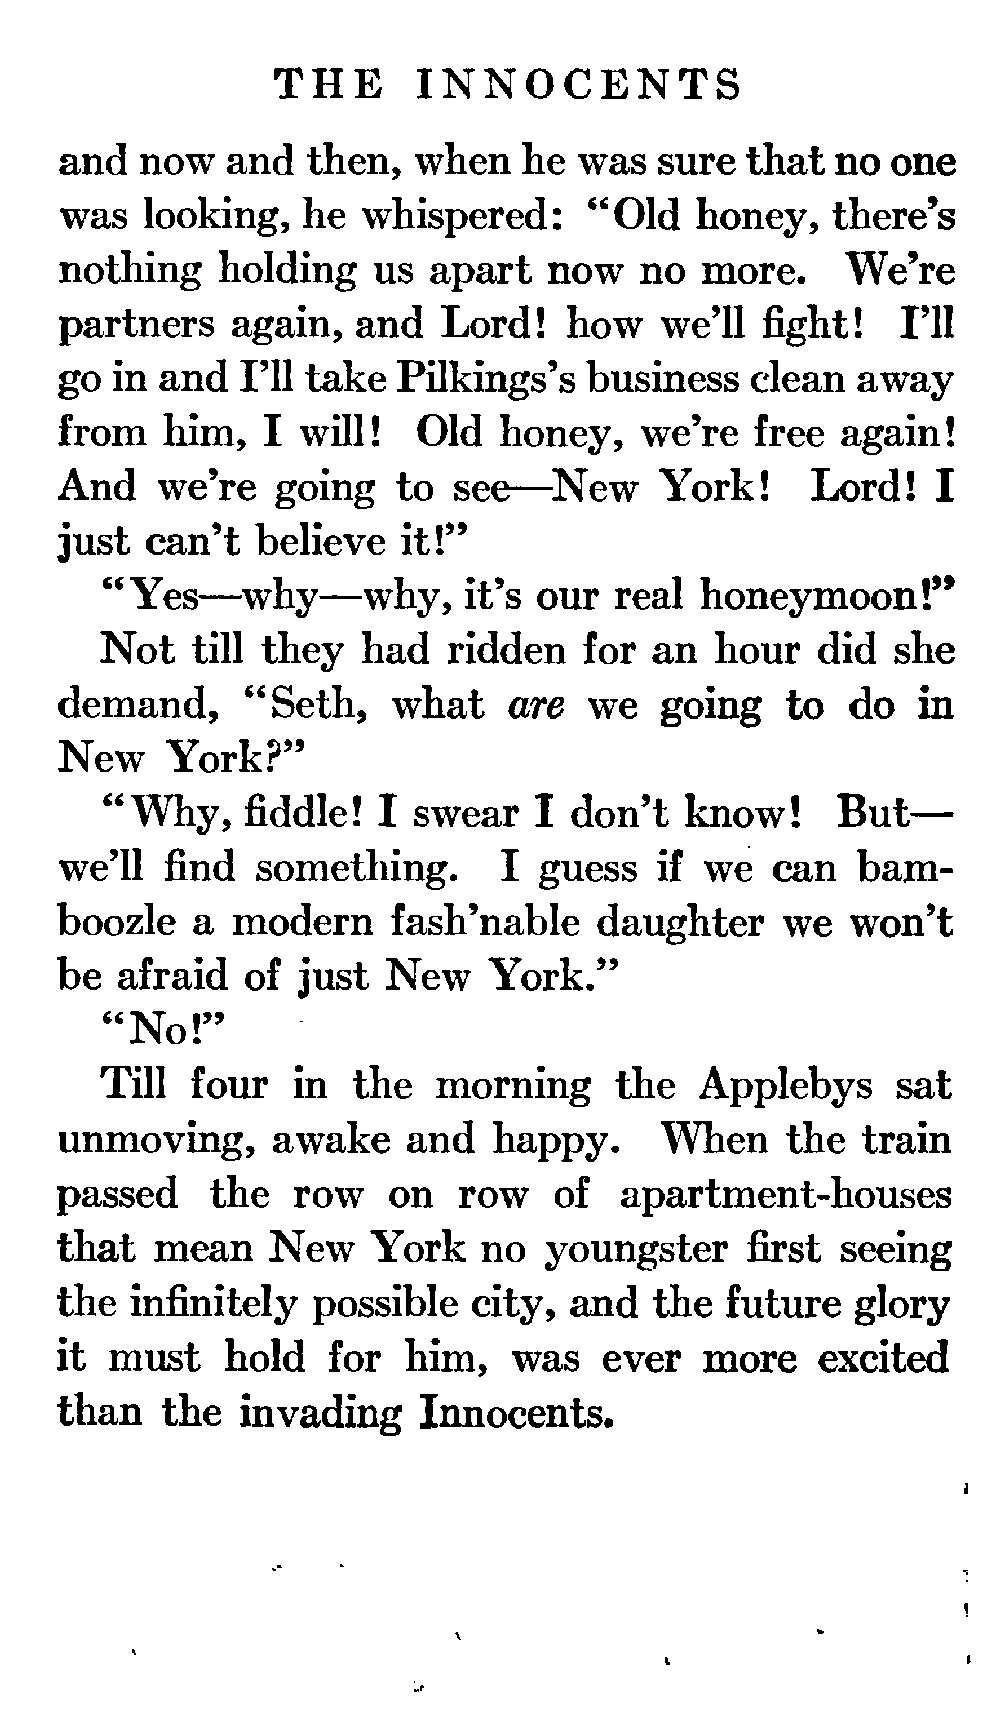 THE INNOCENTS
and now and then, when he was sure that no one
was looking, he whispered: “Old honey, there’s
nothing holding us apart now no more. We’re
partners again, and Lord! how we’ll fight! I’ll
go in and I’ll take Pilkings’s business clean away
from him, I will! Old honey, we’re free again!
And we’re going to see—New York! Lord! I
just can’t believe it!”
“Yes—why—why, it’s our real honeymoon!”
Not till they had ridden for an hour did she
demand, “Seth, what are we going to do in
New York?”
“Why, fiddle! I swear I don’t know! But—
we’ll find something. I guess if we can bam-
boozle a modern fash’nable daughter we won’t
be afraid of just New York.”
“No!”
Till four in the morning the Applebys sat
unmoving, awake and happy. When the train
passed the row on row of apartment-houses
that mean New York no youngster first seeing
the infinitely possible city, and the future glory
it must hold for him, was ever more excited
than the invading Innocents.